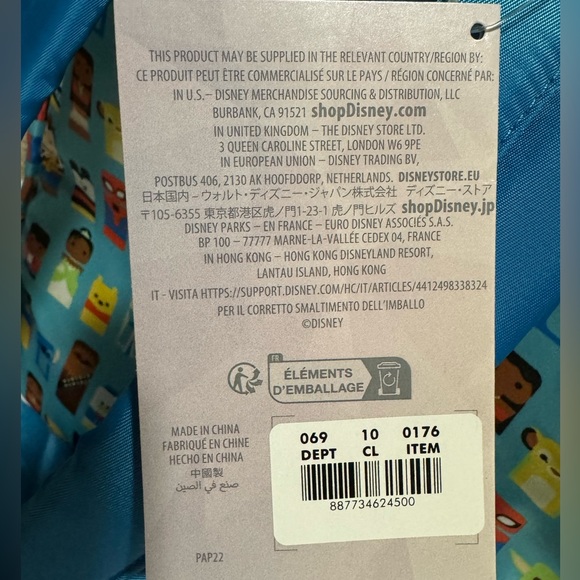 THIS PRODUCT MAY BE SUPPLIED IN THE RELEVANT COUNTRY/REGION BY:
CE PRODUIT PEUT ÊTRE COMMERCIALISÉ SUR LE PAYS / RÉGION CONCERNÉ PAR:
IN U.S.– DISNEY MERCHANDISE SOURCING & DISTRIBUTION, LLC
BURBANK, CA 91521 shopDisney.com
IN UNITED KINGDOM – THE DISNEY STORE LTD.
3 QUEEN CAROLINE STREET, LONDON W6 9PE
IN EUROPEAN UNION – DISNEY TRADING BV,
POSTBUS 406, 2130 AK HOOFDDORP, NETHERLANDS. DISNEYSTORE.EU
日本国内 – ウォルト・ディズニー・ジャパン株式会社 ディズニーストア
〒105-6355 東京都港区虎ノ門1-23-1 虎ノ門ヒルズ shopDisney.jp
DISNEY PARKS – EN FRANCE – EURO DISNEY ASSOCIÉS S.A.S.
BP 100 – 77777 MARNE-LA-VALLÉE CEDEX 04, FRANCE
IN HONG KONG – HONG KONG DISNEYLAND RESORT,
LANTAU ISLAND, HONG KONG
IT - VISITA HTTPS://SUPPORT.DISNEY.COM/HC/IT/ARTICLES/4412498338324
PER IL CORRETTO SMALTIMENTO DELL'IMBALLO
©DISNEY
FR
ÉLÉMENTS
D'EMBALLAGE
MADE IN CHINA
FABRIQUÉ EN CHINE
HECHO EN CHINA
中國製
صنع في الصين
PAP22
069 10 0176
DEPT CL ITEM
887734624500